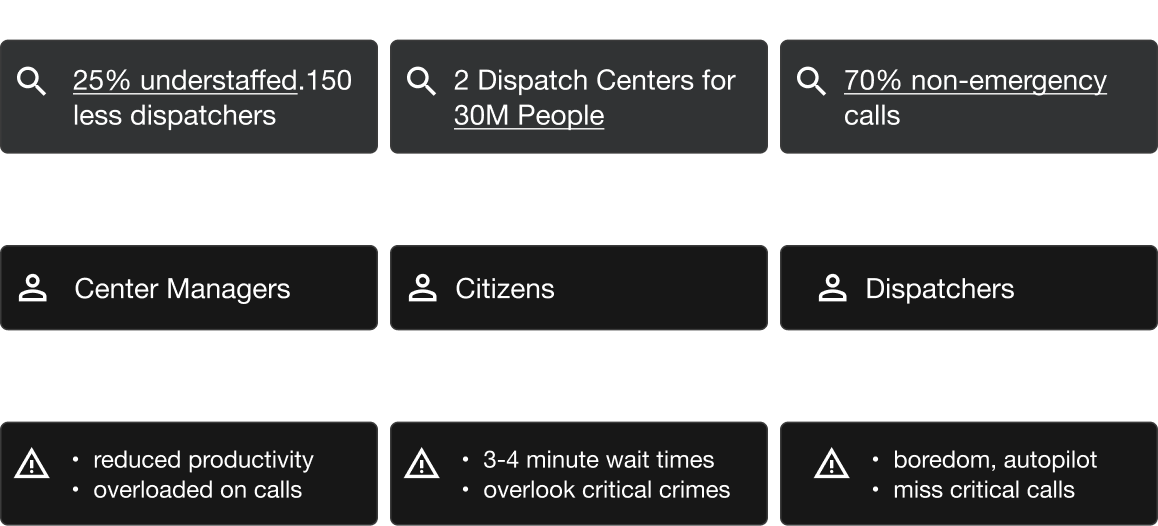 25% understaffed.150
less dispatchers
2 Dispatch Centers for
30M People
70% non-emergency
calls
Center Managers
Citizens
Dispatchers
• reduced productivity
• overloaded on calls
• 3-4 minute wait times
• overlook critical crimes
• boredom, autopilot
• miss critical calls